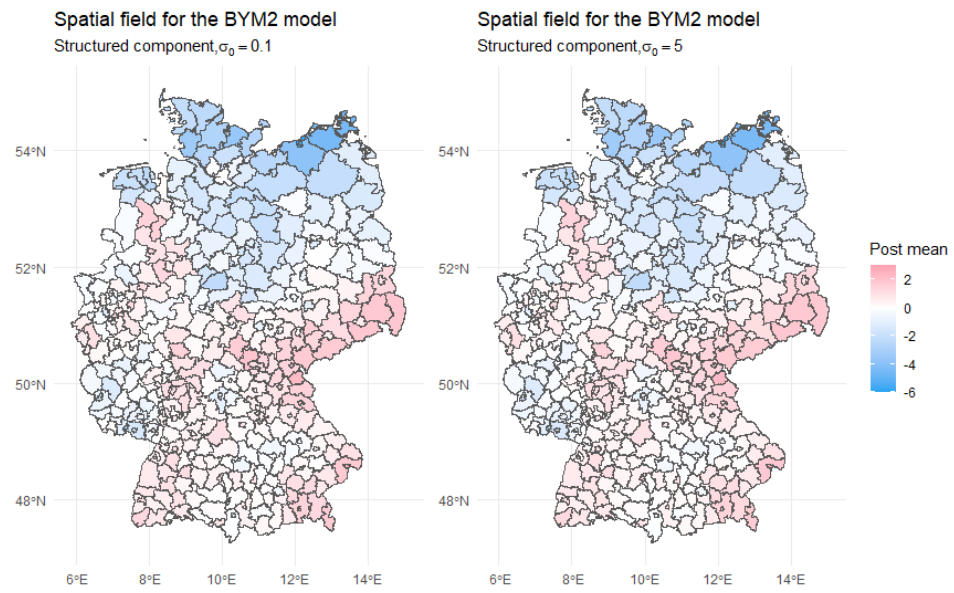 Spatial field for the BYM2 model
Structured component,σ₀ = 0.1
54°N
52°N
50°N
48°N
6°E 8°E 10°E 12°E 14°E
Spatial field for the BYM2 model
Structured component,σ₀ = 5
54°N
52°N
50°N
48°N
6°E 8°E 10°E 12°E 14°E
Post mean
2
0
-2
-4
-6